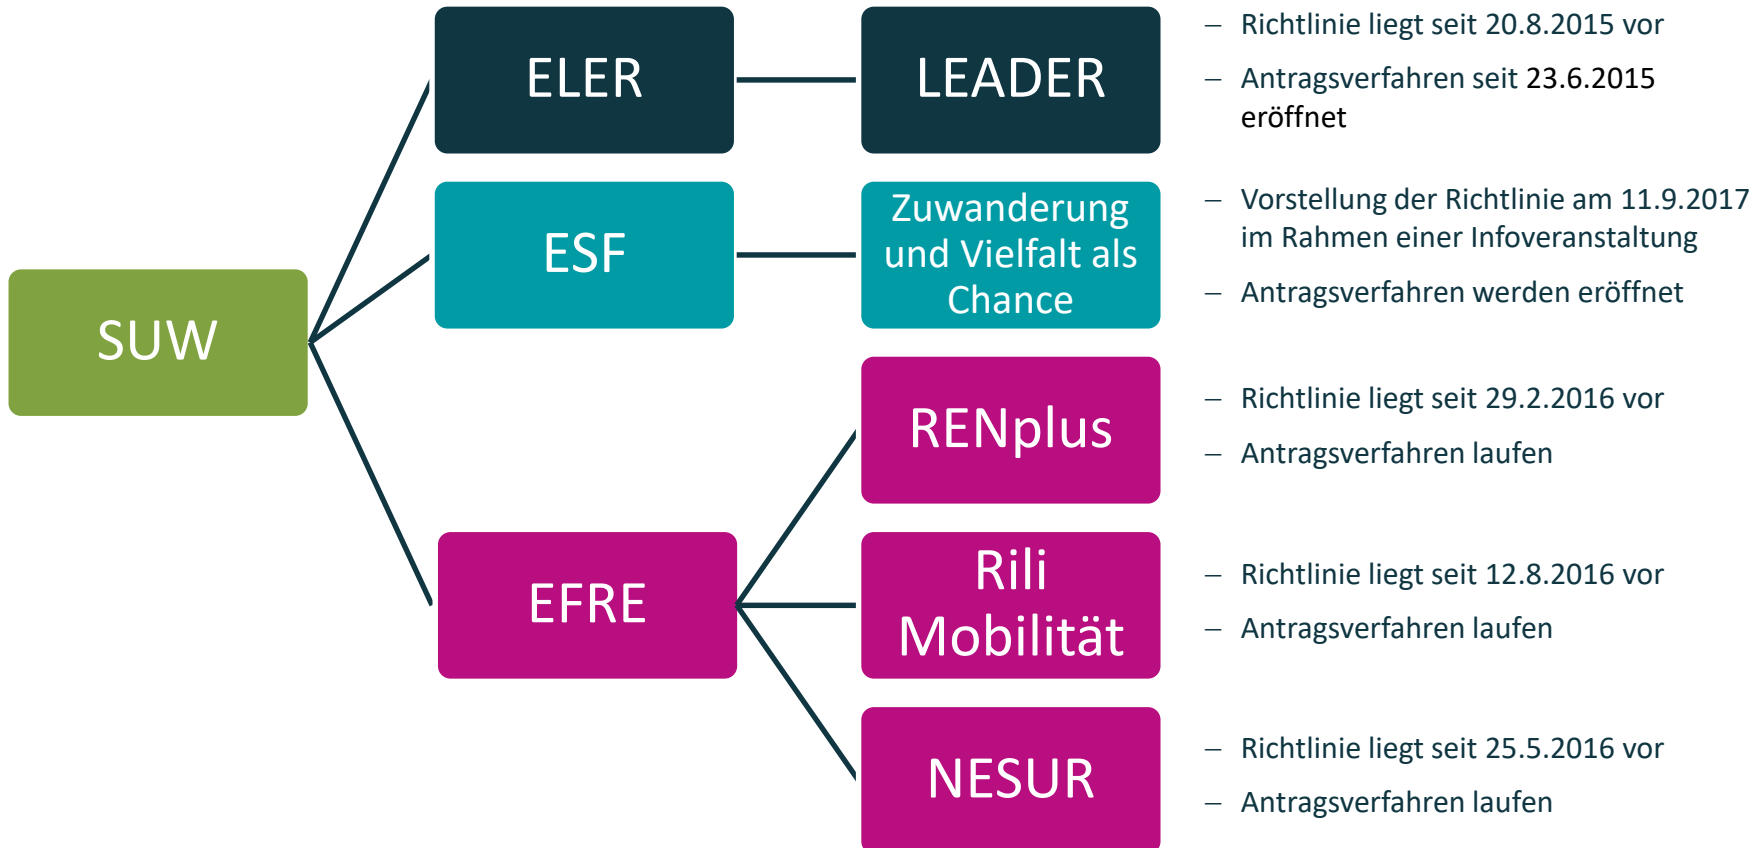 SUW
ELER
LEADER
– Richtlinie liegt seit 20.8.2015 vor
– Antragsverfahren seit 23.6.2015
eröffnet
ESF
Zuwanderung
und Vielfalt als
Chance
– Vorstellung der Richtlinie am 11.9.2017
im Rahmen einer Infoveranstaltung
– Antragsverfahren werden eröffnet
EFRE
RENplus
– Richtlinie liegt seit 29.2.2016 vor
– Antragsverfahren laufen
Rili
Mobilität
– Richtlinie liegt seit 12.8.2016 vor
– Antragsverfahren laufen
NESUR
– Richtlinie liegt seit 25.5.2016 vor
– Antragsverfahren laufen